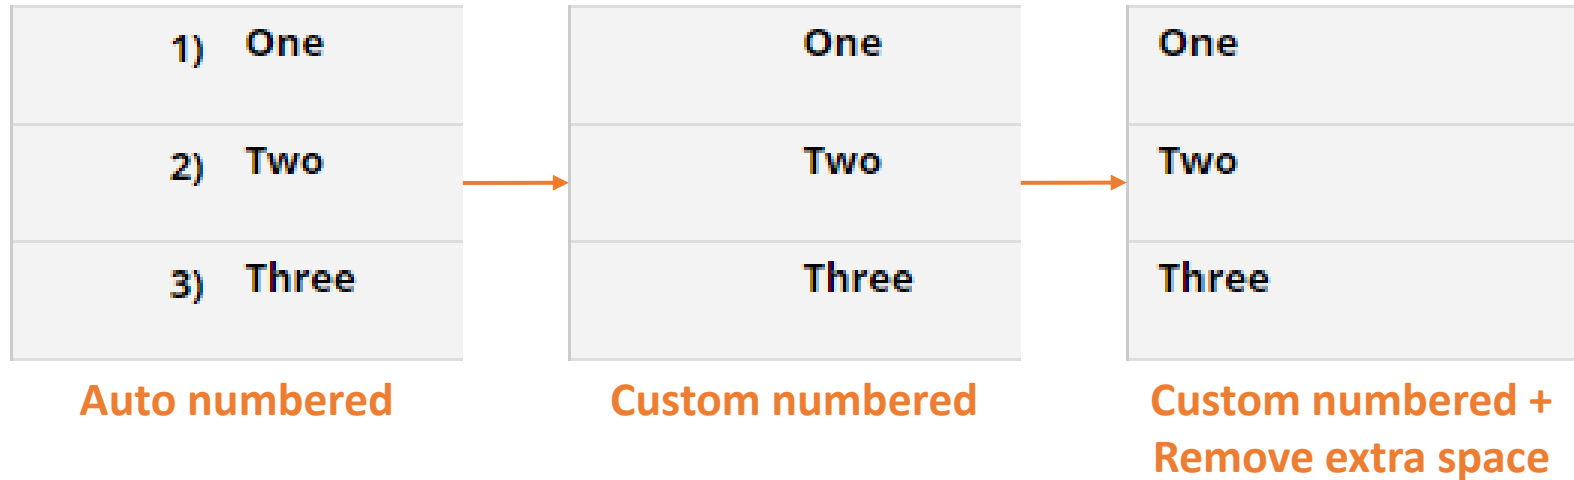 1) One
2) Two
3) Three
Auto numbered
One
Two
Three
Custom numbered
One
Two
Three
Custom numbered +
Remove extra space